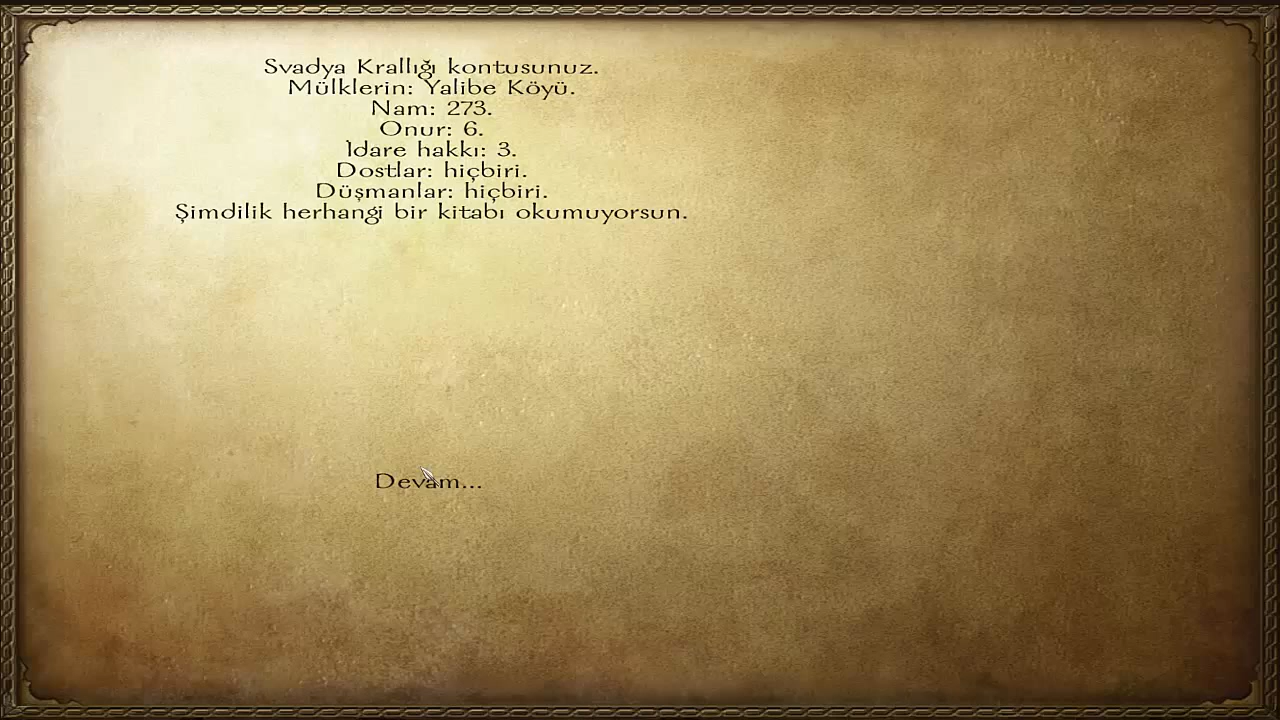 Svadya Krallığı kontusunuz.
Mülklerin: Yalibe Köyü.
Nam: 273.
Onur: 6.
İdare hakkı: 3.
Dostlar: hiçbiri.
Düşmanlar: hiçbiri.
Şimdilik herhangi bir kitabı okumuyorsun.
Devam...